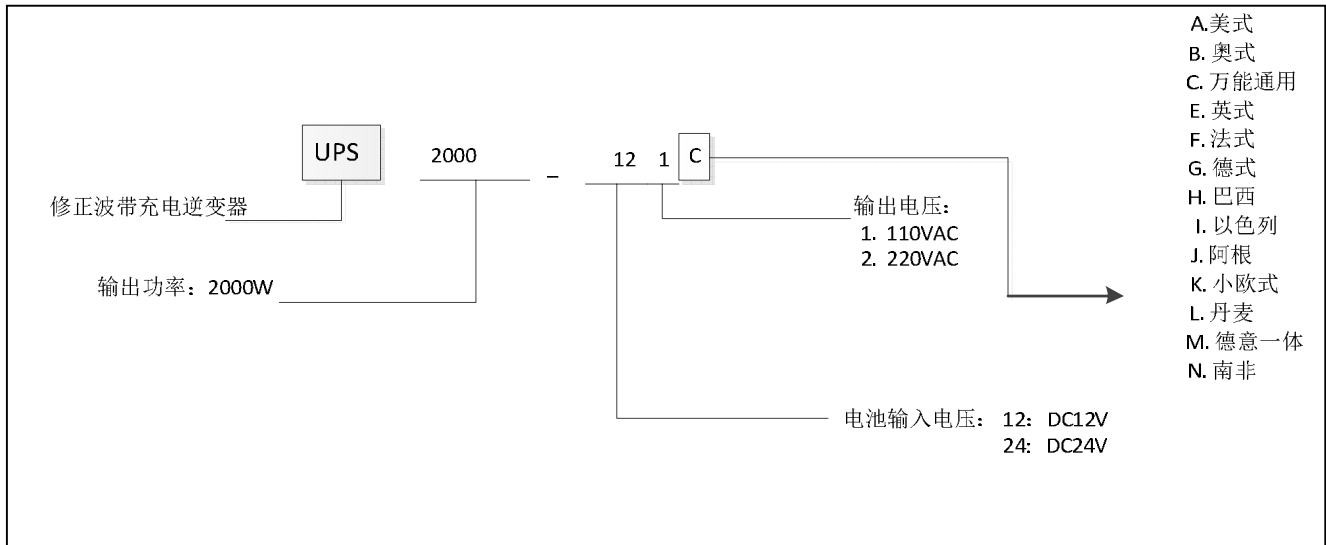 A.美式
B. 奥式
C. 万能通用
E. 英式
F. 法式
G. 德式
H. 巴西
I. 以色列
J. 阿根
K. 小欧式
L. 丹麦
M. 德意一体
N. 南非
UPS 2000 – 12 1 C
修正波带充电逆变器
输出电压：
1. 110VAC
2. 220VAC
输出功率：2000W
电池输入电压： 12： DC12V
24： DC24V